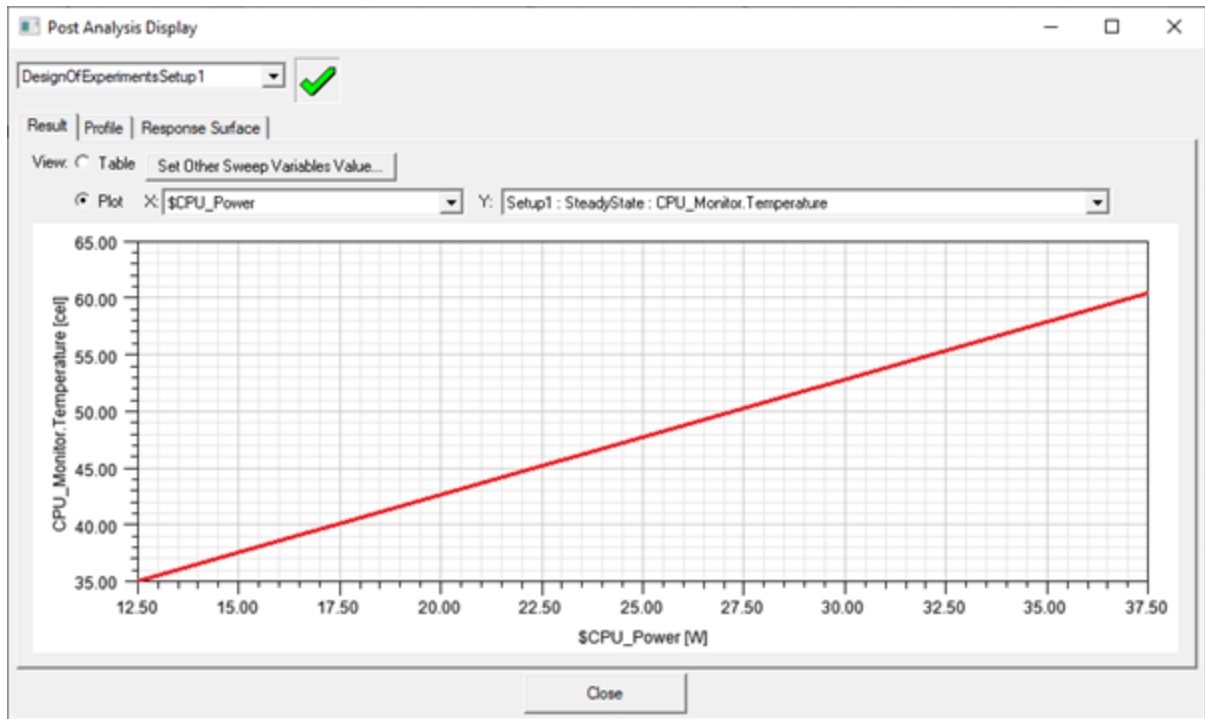 Post Analysis Display
DesignOfExperimentsSetup1
Result Profile Response Surface
View: Table Set Other Sweep Variables Value...
Plot X: $CPU_Power Y: Setup1 : SteadyState : CPU_Monitor.Temperature
65.00
60.00
55.00
50.00
45.00
40.00
35.00
CPU_Monitor.Temperature [cel]
12.50 15.00 17.50 20.00 22.50 25.00 27.50 30.00 32.50 35.00 37.50
$CPU_Power [W]
Close